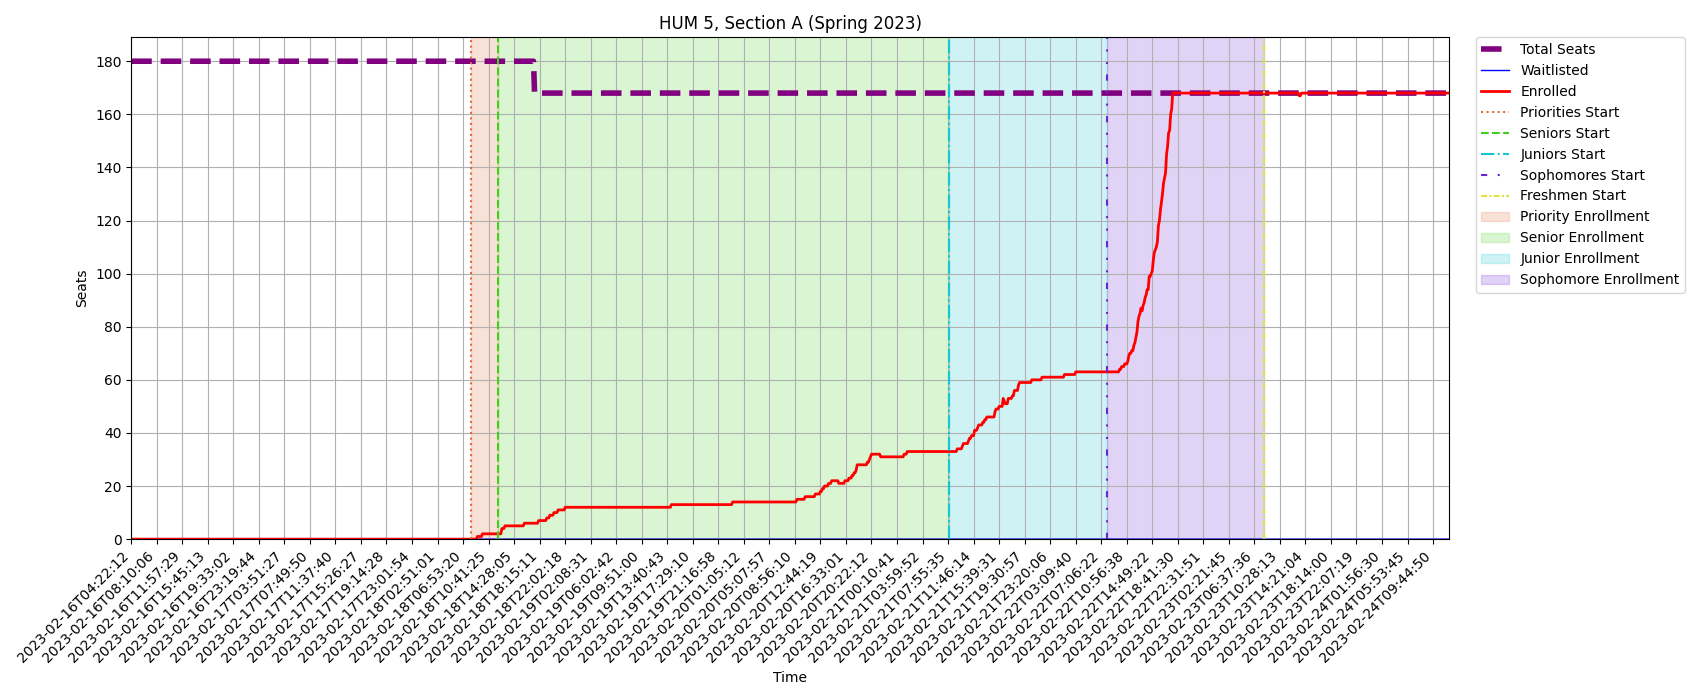 HUM 5, Section A (Spring 2023)
Seats
180
160
140
120
100
80
60
40
20
0
2023-02-16T04:22:12
2023-02-16T08:10:06
2023-02-16T11:57:29
2023-02-16T15:45:13
2023-02-16T19:33:02
2023-02-16T23:19:44
2023-02-17T03:51:27
2023-02-17T07:49:50
2023-02-17T11:37:40
2023-02-17T15:26:27
2023-02-17T19:14:28
2023-02-17T23:01:54
2023-02-18T02:51:01
2023-02-18T06:53:20
2023-02-18T10:41:25
2023-02-18T14:28:05
2023-02-18T18:15:11
2023-02-18T22:02:18
2023-02-19T02:08:31
2023-02-19T06:02:42
2023-02-19T09:51:00
2023-02-19T13:40:43
2023-02-19T17:29:10
2023-02-19T21:16:58
2023-02-20T01:05:12
2023-02-20T05:07:57
2023-02-20T08:56:10
2023-02-20T12:44:19
2023-02-20T16:33:01
2023-02-20T20:22:12
2023-02-21T00:10:41
2023-02-21T03:59:52
2023-02-21T07:55:35
2023-02-21T11:46:14
2023-02-21T15:39:31
2023-02-21T19:30:57
2023-02-21T23:20:06
2023-02-22T03:09:40
2023-02-22T07:06:22
2023-02-22T10:56:38
2023-02-22T14:49:22
2023-02-22T18:41:30
2023-02-22T22:31:51
2023-02-23T02:21:45
2023-02-23T06:37:36
2023-02-23T10:28:13
2023-02-23T14:21:04
2023-02-23T18:14:00
2023-02-23T22:07:19
2023-02-24T01:56:30
2023-02-24T05:53:45
2023-02-24T09:44:50
Time
Total Seats
Waitlisted
Enrolled
Priorities Start
Seniors Start
Juniors Start
Sophomores Start
Freshmen Start
Priority Enrollment
Senior Enrollment
Junior Enrollment
Sophomore Enrollment